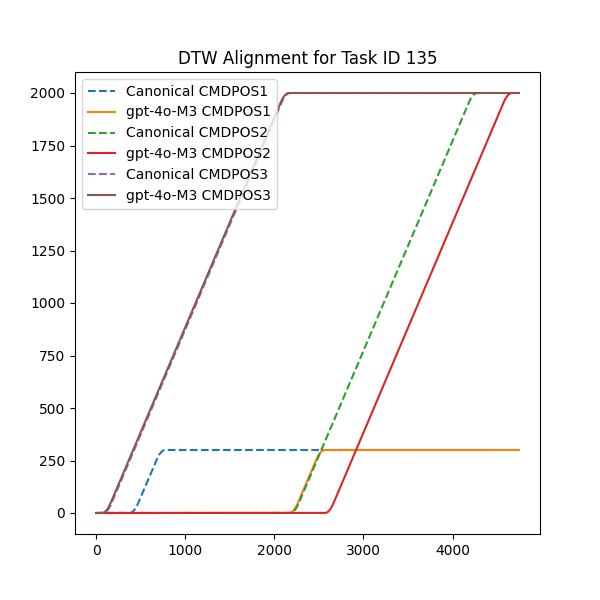 DTW Alignment for Task ID 135
2000
1750
1500
1250
1000
750
500
250
0
Canonical CMDPOS1
gpt-4o-M3 CMDPOS1
Canonical CMDPOS2
gpt-4o-M3 CMDPOS2
Canonical CMDPOS3
gpt-4o-M3 CMDPOS3
0 1000 2000 3000 4000